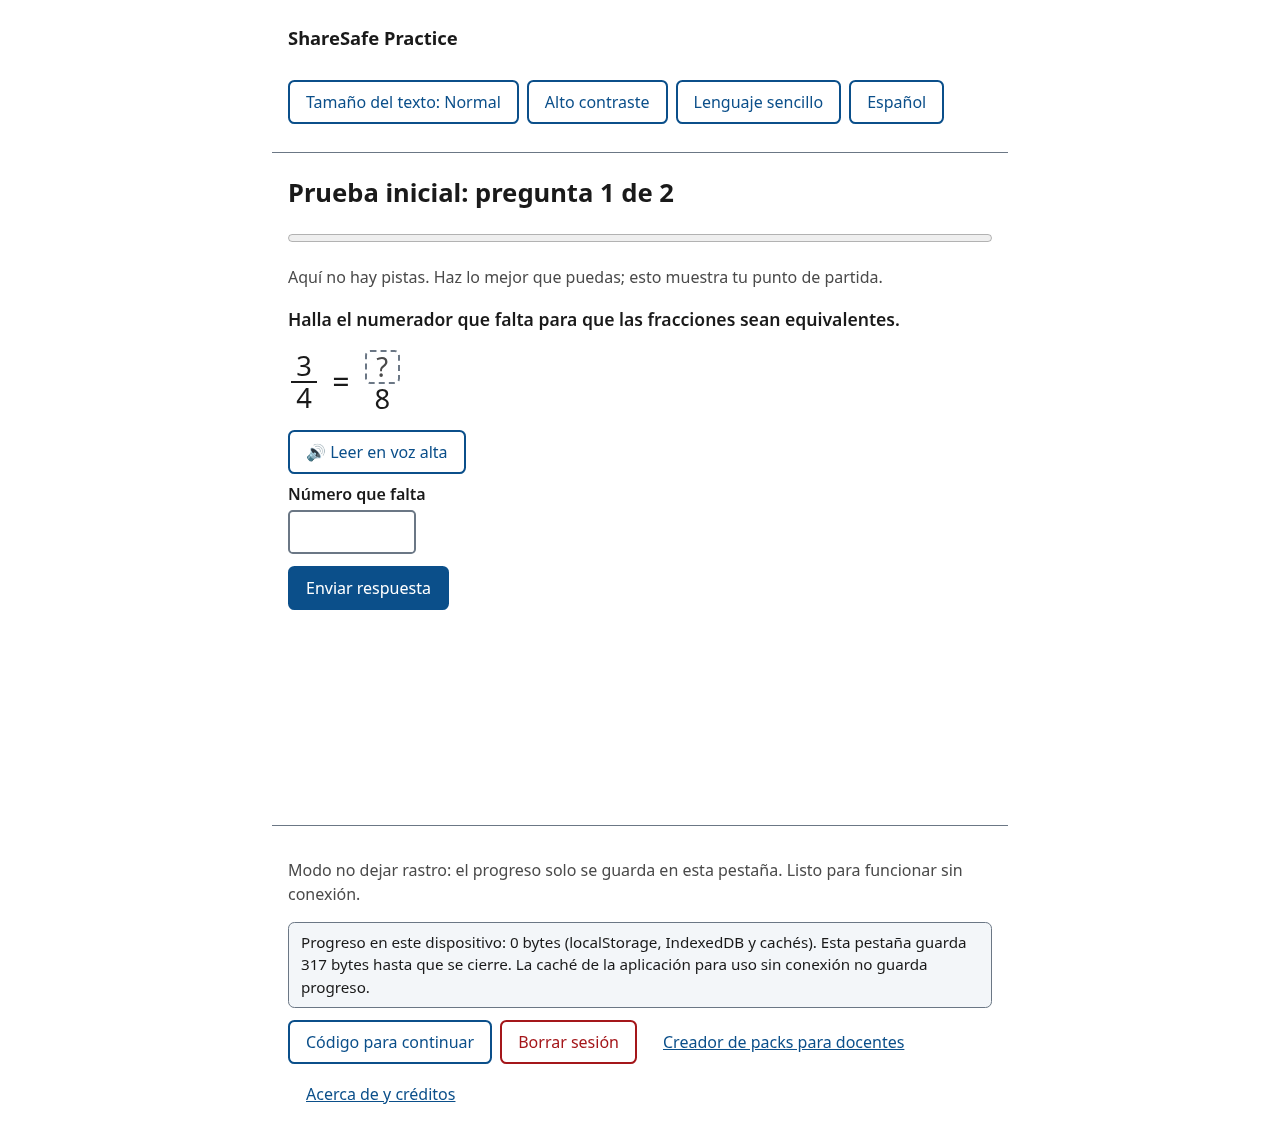 ShareSafe Practice
Tamaño del texto: Normal
Alto contraste
Lenguaje sencillo
Español
Prueba inicial: pregunta 1 de 2
Aquí no hay pistas. Haz lo mejor que puedas; esto muestra tu punto de partida.
Halla el numerador que falta para que las fracciones sean equivalentes.
3
4
=
?
8
🔊 Leer en voz alta
Número que falta
Enviar respuesta
Modo no dejar rastro: el progreso solo se guarda en esta pestaña. Listo para funcionar sin
conexión.
Progreso en este dispositivo: 0 bytes (localStorage, IndexedDB y cachés). Esta pestaña guarda
317 bytes hasta que se cierre. La caché de la aplicación para uso sin conexión no guarda
progreso.
Código para continuar
Borrar sesión
Creador de packs para docentes
Acerca de y créditos